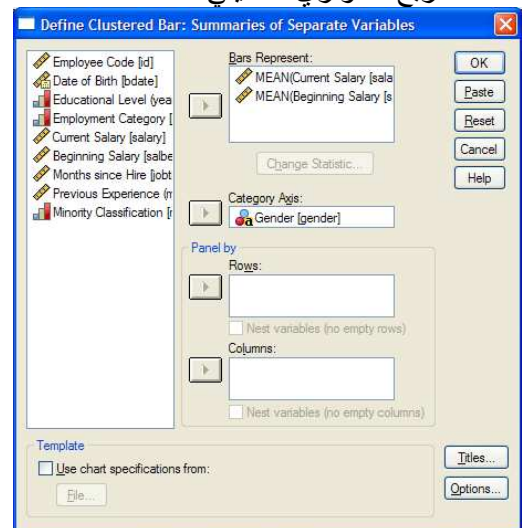 Define Clustered Bar: Summaries of Separate Variables
Employee Code [id]
Date of Birth [bdate]
Educational Level (yea
Employment Category [
Current Salary [salary]
Beginning Salary [salbe
Months since Hire [jobt
Previous Experience (m
Minority Classification [r
Bars Represent:
MEAN(Current Salary [sala
MEAN(Beginning Salary [s
Change Statistic...
Category Axis:
Gender [gender]
Panel by
Rows:
Nest variables (no empty rows)
Columns:
Nest variables (no empty columns)
OK
Paste
Reset
Cancel
Help
Template
Use chart specifications from:
File...
Titles...
Options...